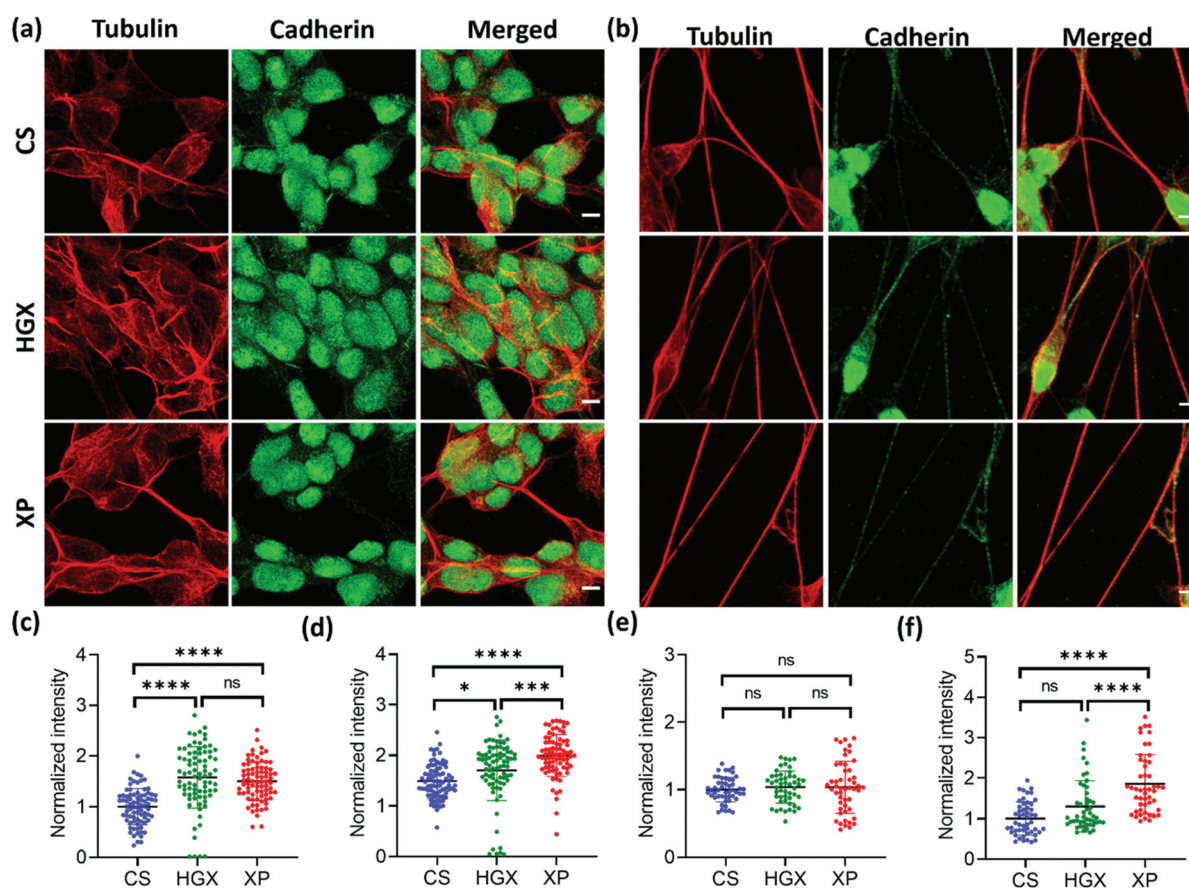 (a)
Tubulin Cadherin Merged
CS
HGX
XP
(b)
Tubulin Cadherin Merged
(c)
Normalized intensity
4
3
2
1
0
****
****
ns
CS HGX XP
(d)
Normalized intensity
4
3
2
1
0
****
*
***
CS HGX XP
(e)
Normalized intensity
3
2
1
0
ns
ns
ns
CS HGX XP
(f)
Normalized intensity
5
4
3
2
1
0
****
ns
****
CS HGX XP